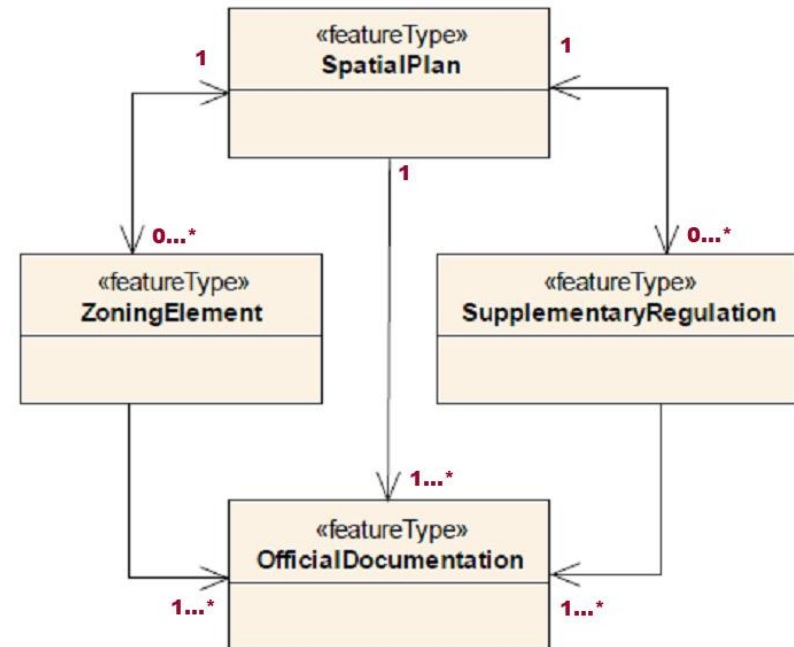 «featureType»
SpatialPlan
1
1
1
0...*
0...*
«featureType»
ZoningElement
«featureType»
SupplementaryRegulation
1...*
«featureType»
OfficialDocumentation
1...*
1...*